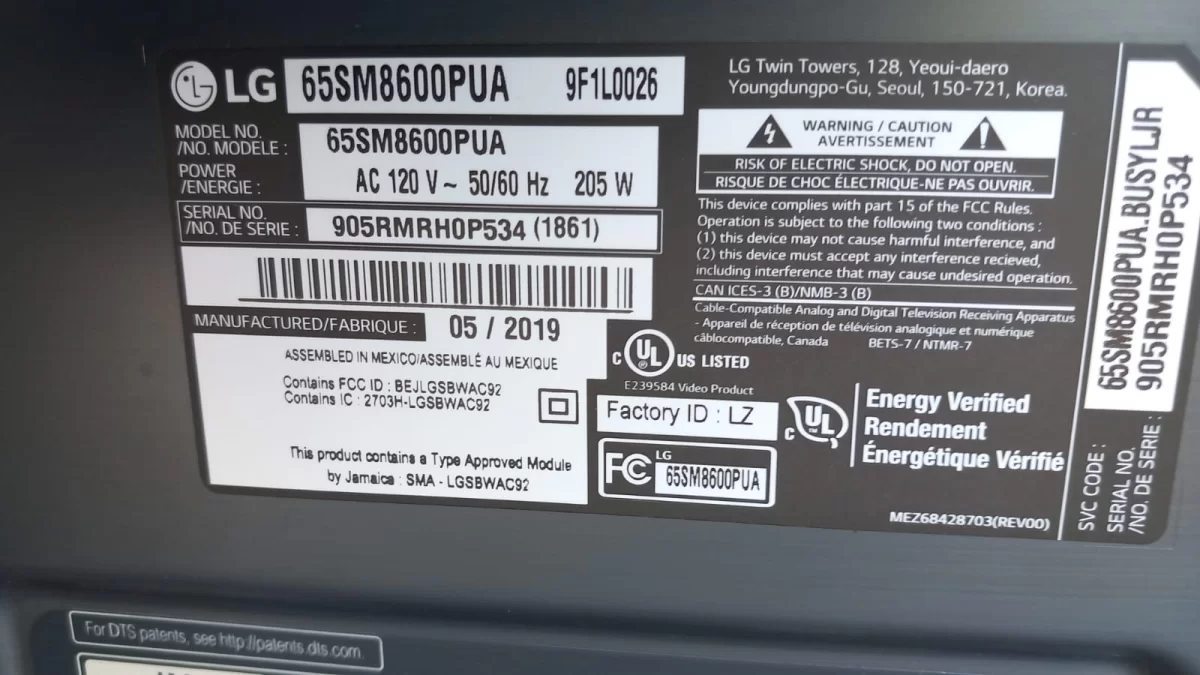 LG 65SM8600PUA 9F1L0026
MODEL NO.
/NO. MODELE : 65SM8600PUA
POWER
/ENERGIE : AC 120 V~ 50/60 Hz 205 W
SERIAL NO.
/NO. DE SERIE : 905RMRH0P534 (1861)
MANUFACTURED/FABRIQUE : 05 / 2019
ASSEMBLED IN MEXICO/ASSEMBLÉ AU MEXIQUE
Contains FCC ID : BEJLGSBWAC92
Contains IC : 2703H-LGSBWAC92
This product contains a Type Approved Module
by Jamaica : SMA - LGSBWAC92
LG Twin Towers, 128, Yeoui-daero
Youngdungpo-Gu, Seoul, 150-721, Korea.
WARNING / CAUTION
AVERTISSEMENT
RISK OF ELECTRIC SHOCK, DO NOT OPEN.
RISQUE DE CHOC ÉLECTRIQUE-NE PAS OUVRIR.
This device complies with part 15 of the FCC Rules.
Operation is subject to the following two conditions :
(1) this device may not cause harmful interference, and
(2) this device must accept any interference recieved,
including interference that may cause undesired operation.
CAN ICES-3 (B)/NMB-3 (B)
Cable-Compatible Analog and Digital Television Receiving Apparatus
- Appareil de réception de télévision analogique et numérique
câblocompatible, Canada BETS-7 / NTMR-7
C UL US LISTED
E239584 Video Product
Factory ID : LZ
FC LG
65SM8600PUA
C UL
Energy Verified
Rendement
Énergétique Vérifié
MEZ68428703(REV00)
SVC CODE : 65SM8600PUA.BUSYLJR
SERIAL NO.
/NO. DE SERIE : 905RMRH0P534
For DTS patents, see http://patents.dts.com.